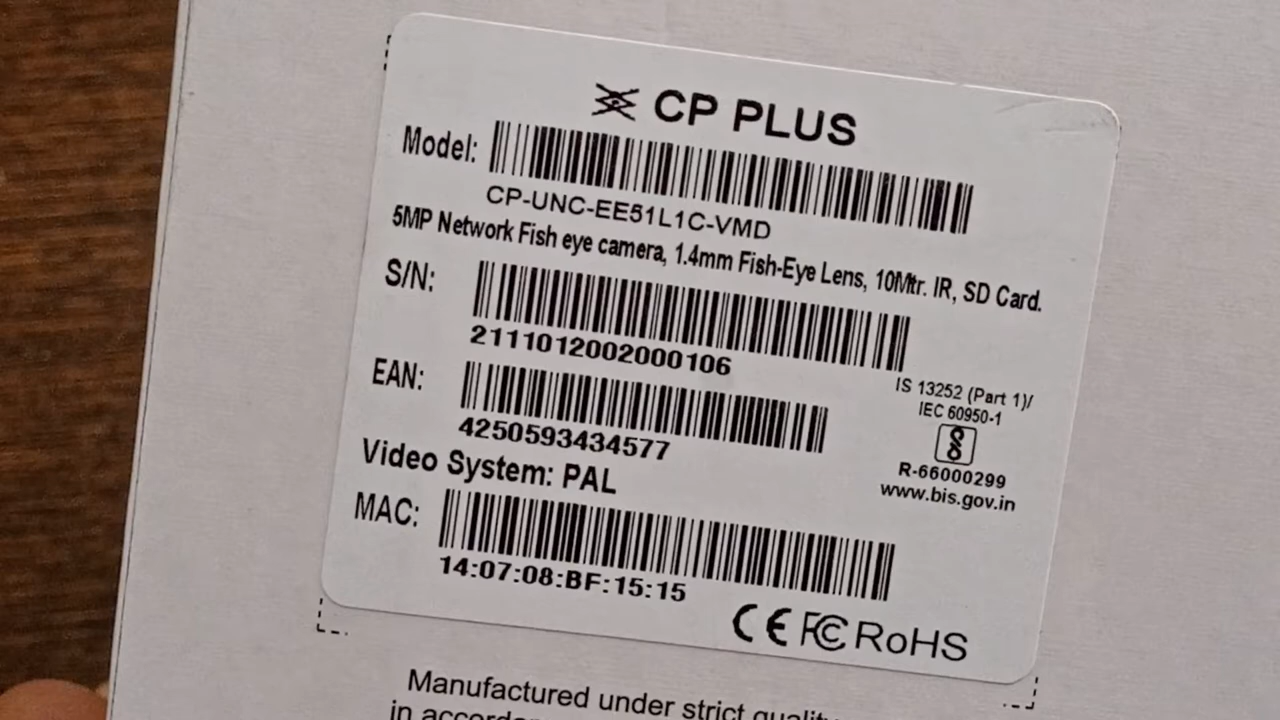 CP PLUS
Model:
CP-UNC-EE51L1C-VMD
5MP Network Fish eye camera, 1.4mm Fish-Eye Lens, 10Mtr. IR, SD Card.
S/N:
2111012002000106
EAN:
4250593434577
IS 13252 (Part 1)/
IEC 60950-1
R-66000299
www.bis.gov.in
Video System: PAL
MAC:
14:07:08:BF:15:15
CE FC RoHS
Manufactured under strict quality
in